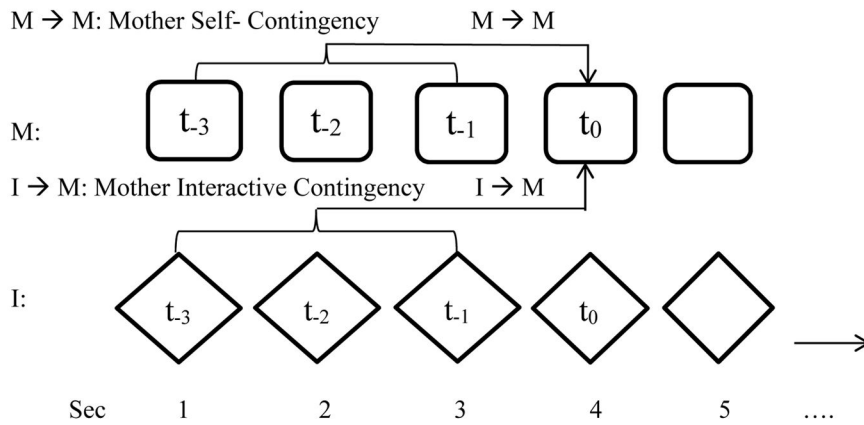 M → M: Mother Self- Contingency M → M
M: t-3 t-2 t-1 t0
I → M: Mother Interactive Contingency I → M
I: t-3 t-2 t-1 t0
Sec 1 2 3 4 5 ....